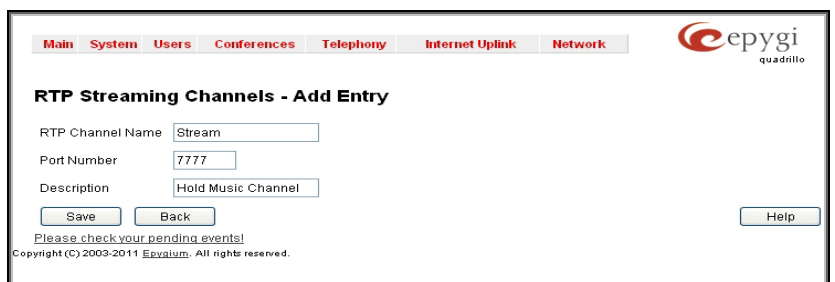 Main System Users Conferences Telephony Internet Uplink Network
epygi
quadrillo
RTP Streaming Channels - Add Entry
RTP Channel Name Stream
Port Number 7777
Description Hold Music Channel
Save Back Help
Please check your pending events!
Copyright (C) 2003-2011 Epygium. All rights reserved.